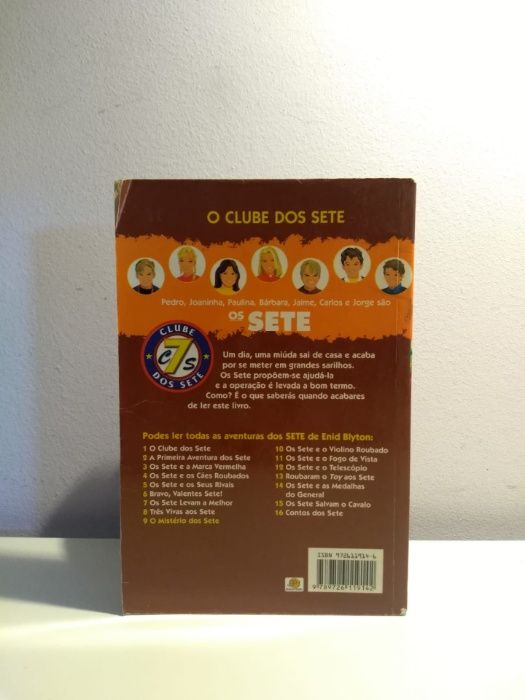 O CLUBE DOS SETE
Pedro, Joaninha, Paulina, Bárbara, Jaime, Carlos e Jorge são
OS SETE
CLUBE
7
C S
DOS SETE
Um dia, uma miúda sai de casa e acaba
por se meter em grandes sarilhos.
Os Sete propõem-se ajudá-la
e a operação é levada a bom termo.
Como? É o que saberás quando acabares
de ler este livro.
Podes ler todas as aventuras dos SETE de Enid Blyton:
1 O Clube dos Sete
2 A Primeira Aventura dos Sete
3 Os Sete e a Marca Vermelha
4 Os Sete e os Cães Roubados
5 Os Sete e os Seus Rivais
6 Bravo, Valentes Sete!
7 Os Sete Levam a Melhor
8 Três Vivas aos Sete
9 O Mistério dos Sete
10 Os Sete e o Violino Roubado
11 Os Sete e o Fogo de Vista
12 Os Sete e o Telescópio
13 Roubaram o Toy aos Sete
14 Os Sete e as Medalhas
do General
15 Os Sete Salvam o Cavalo
16 Contos dos Sete
ISBN 972611914-6
9 789726 119142